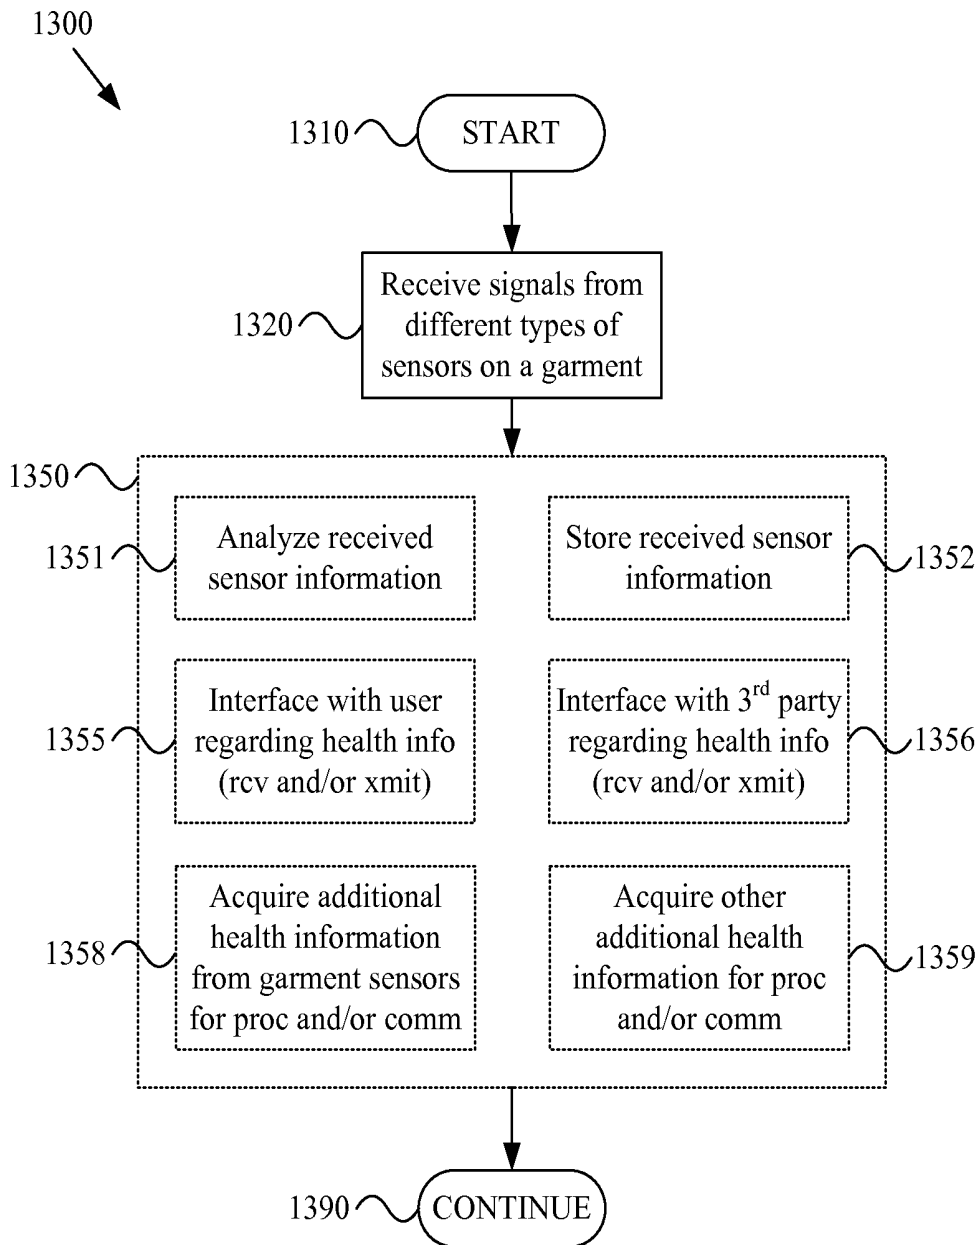 1300
1310
START
1320
Receive signals from
different types of
sensors on a garment
1350
1351
Analyze received
sensor information
Store received sensor
information
1352
1355
Interface with user
regarding health info
(rcv and/or xmit)
Interface with 3rd party
regarding health info
(rcv and/or xmit)
1356
1358
Acquire additional
health information
from garment sensors
for proc and/or comm
Acquire other
additional health
information for proc
and/or comm
1359
1390
CONTINUE